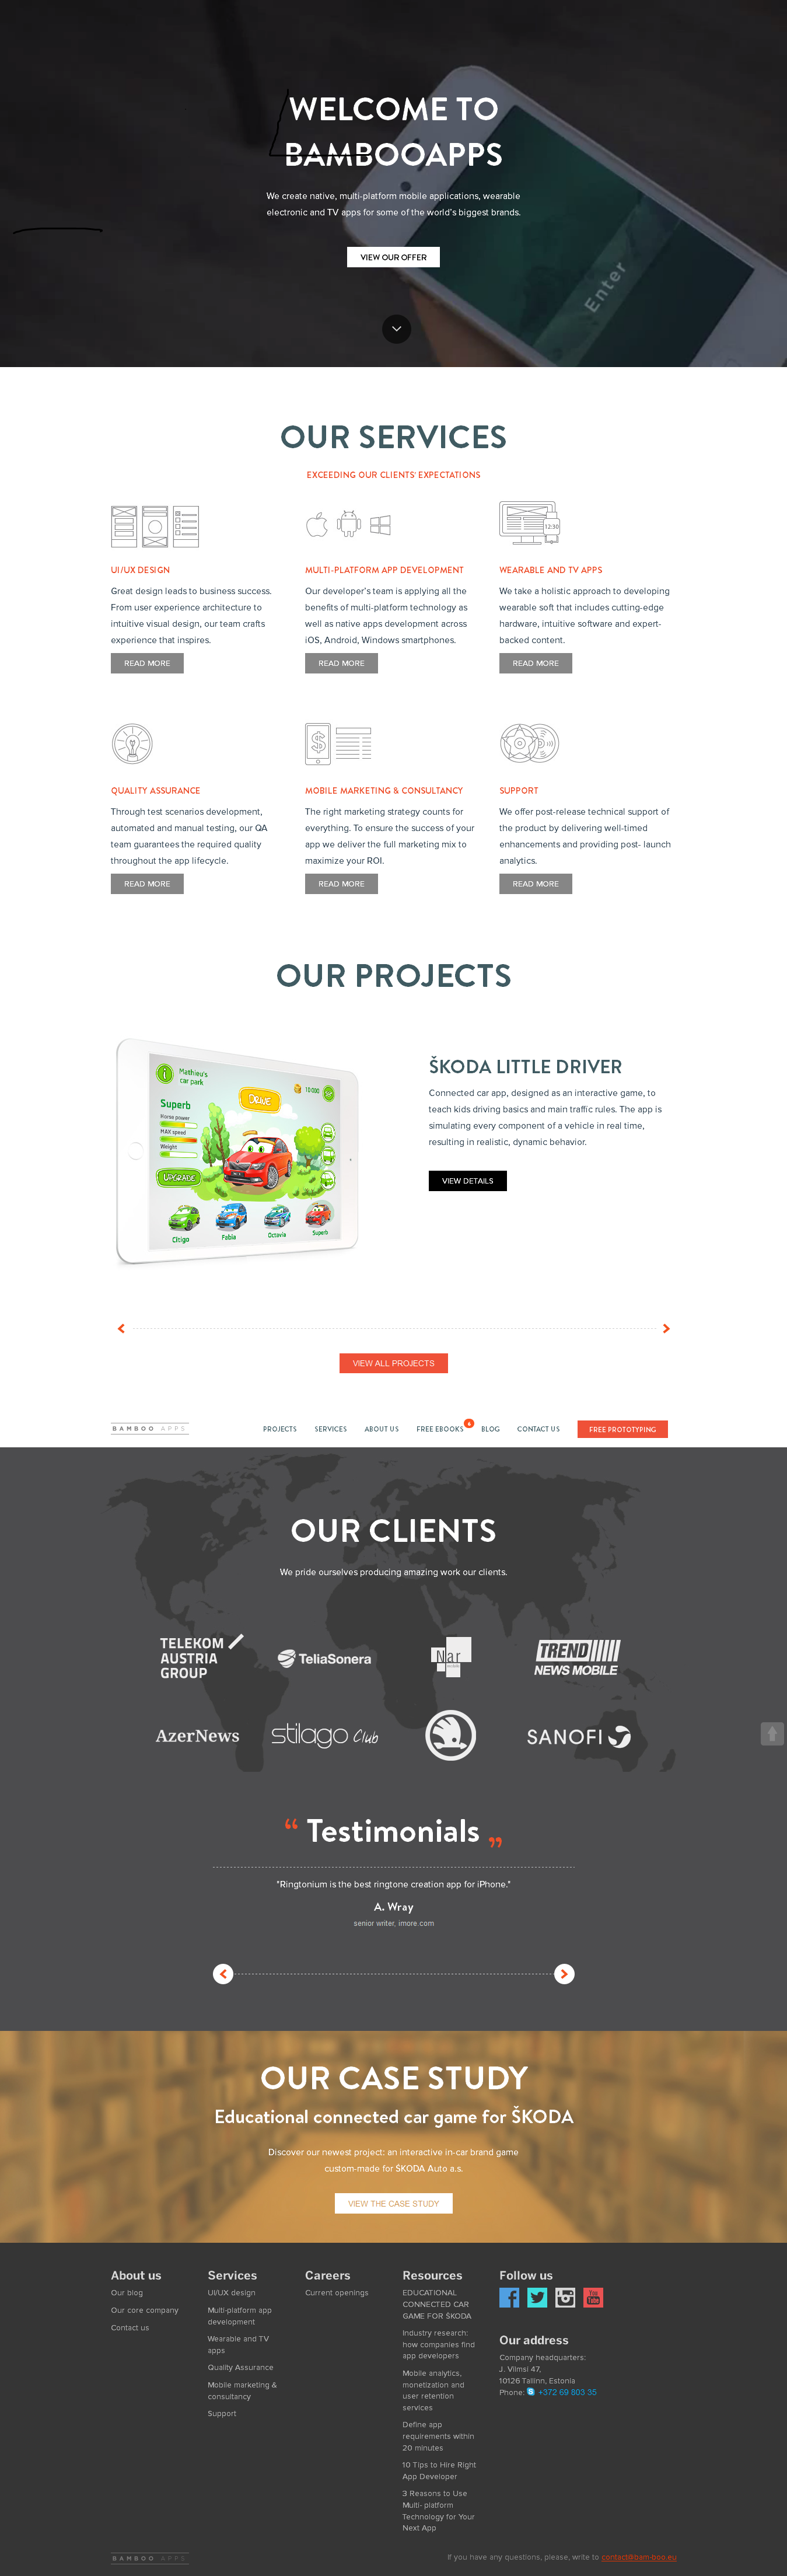 WELCOME TO
BAMBOOAPPS
We create native, multi-platform mobile applications, wearable
electronic and TV apps for some of the world's biggest brands.
VIEW OUR OFFER
Enter
OUR SERVICES
EXCEEDING OUR CLIENTS' EXPECTATIONS
12:30
UI/UX DESIGN
Great design leads to business success.
From user experience architecture to
intuitive visual design, our team crafts
experience that inspires.
READ MORE
MULTI-PLATFORM APP DEVELOPMENT
Our developer's team is applying all the
benefits of multi-platform technology as
well as native apps development across
iOS, Android, Windows smartphones.
READ MORE
WEARABLE AND TV APPS
We take a holistic approach to developing
wearable soft that includes cutting-edge
hardware, intuitive software and expert-
backed content.
READ MORE
QUALITY ASSURANCE
Through test scenarios development,
automated and manual testing, our QA
team guarantees the required quality
throughout the app lifecycle.
READ MORE
MOBILE MARKETING & CONSULTANCY
The right marketing strategy counts for
everything. To ensure the success of your
app we deliver the full marketing mix to
maximize your ROI.
READ MORE
SUPPORT
We offer post-release technical support of
the product by delivering well-timed
enhancements and providing post- launch
analytics.
READ MORE
OUR PROJECTS
Mathieu's
car park
DRIVE
10 000
Superb
Horse power
MAX speed
Weight
UPGRADE
Citigo
Fabia
Octavia
Superb
ŠKODA LITTLE DRIVER
Connected car app, designed as an interactive game, to
teach kids driving basics and main traffic rules. The app is
simulating every component of a vehicle in real time,
resulting in realistic, dynamic behavior.
VIEW DETAILS
VIEW ALL PROJECTS
BAMBOO APPS
PROJECTS SERVICES ABOUT US FREE EBOOKS 6 BLOG CONTACT US FREE PROTOTYPING
OUR CLIENTS
We pride ourselves producing amazing work our clients.
TELEKOM
AUSTRIA
GROUP
TeliaSonera
Nar
TREND
NEWS MOBILE
AzerNews
stilago Club
SANOFI
“ Testimonials ”
"Ringtonium is the best ringtone creation app for iPhone."
A. Wray
senior writer, imore.com
OUR CASE STUDY
Educational connected car game for ŠKODA
Discover our newest project: an interactive in-car brand game
custom-made for ŠKODA Auto a.s.
VIEW THE CASE STUDY
About us
Our blog
Our core company
Contact us
Services
UI/UX design
Multi-platform app
development
Wearable and TV
apps
Quality Assurance
Mobile marketing &
consultancy
Support
Careers
Current openings
Resources
EDUCATIONAL
CONNECTED CAR
GAME FOR ŠKODA
Industry research:
how companies find
app developers
Mobile analytics,
monetization and
user retention
services
Define app
requirements within
20 minutes
10 Tips to Hire Right
App Developer
3 Reasons to Use
Multi- platform
Technology for Your
Next App
Follow us
You
Tube
Our address
Company headquarters:
J. Vilmsi 47,
10126 Tallinn, Estonia
Phone: +372 69 803 35
BAMBOO APPS
If you have any questions, please, write to contact@bam-boo.eu